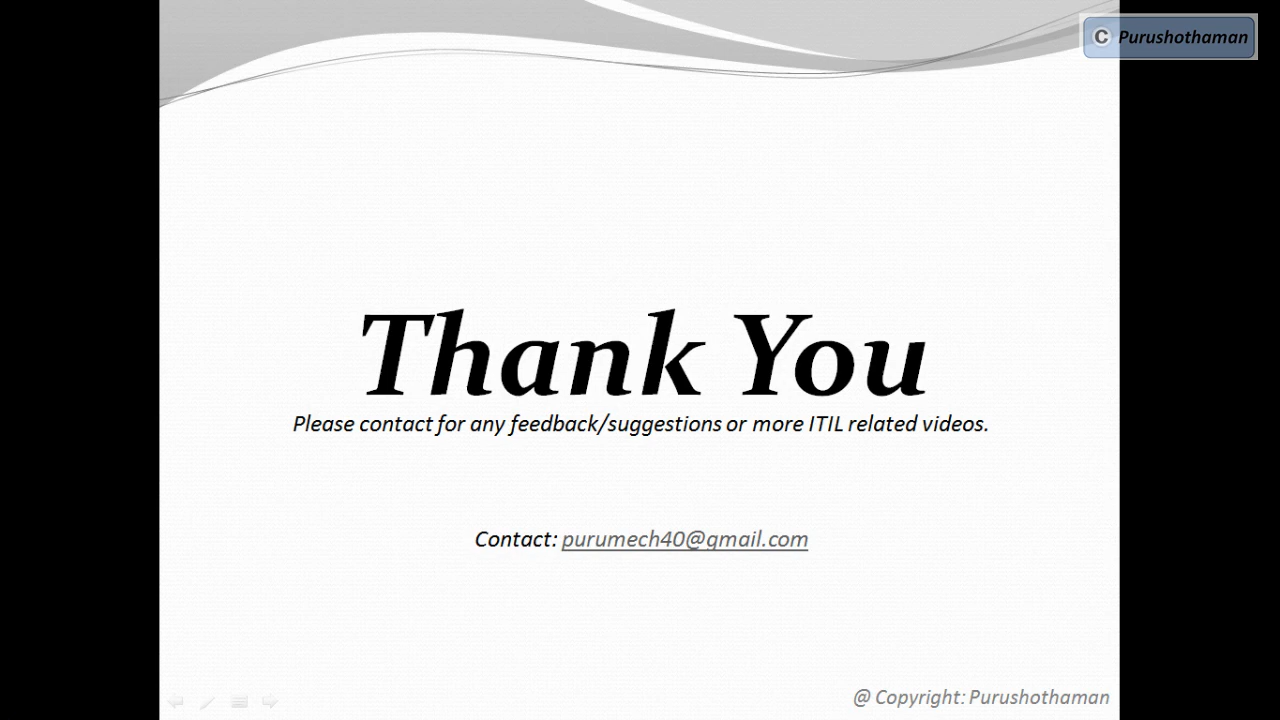 © Purushothaman
Thank You
Please contact for any feedback/suggestions or more ITIL related videos.
Contact: purumech40@gmail.com
@ Copyright: Purushothaman